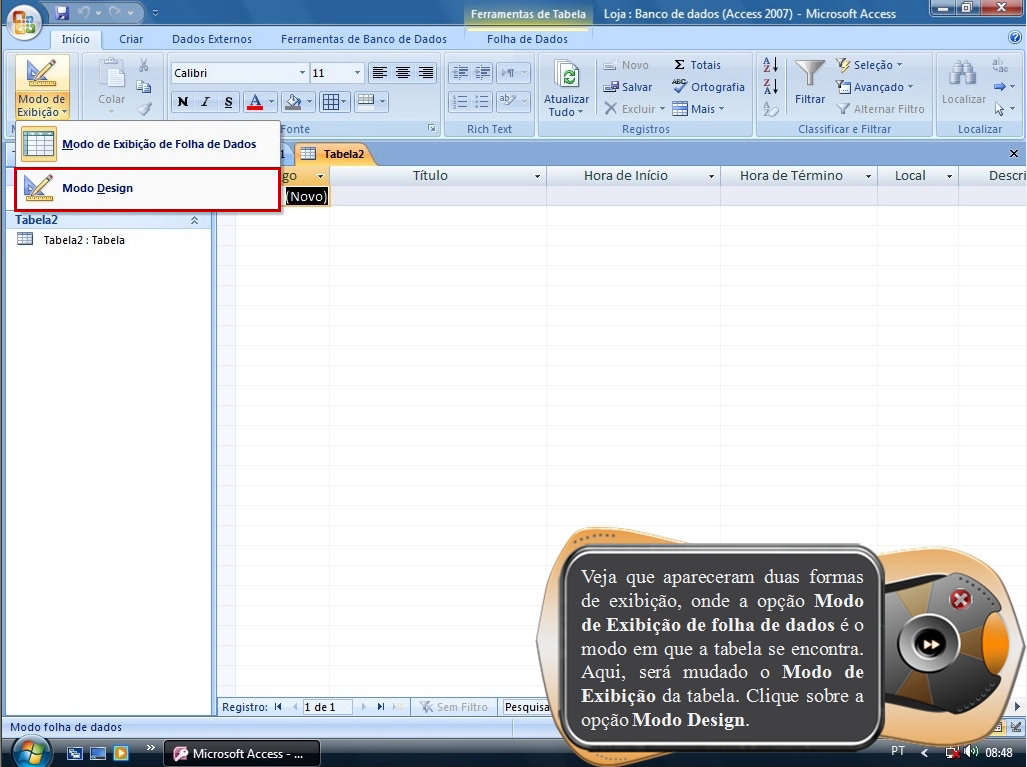 Ferramentas de Tabela Loja : Banco de dados (Access 2007) - Microsoft Access
Início Criar Dados Externos Ferramentas de Banco de Dados Folha de Dados
Modo de
Exibição
Colar
Calibri 11
N I S A
Fonte
Rich Text
Atualizar
Tudo
Novo
Salvar
Excluir
Totais
Ortografia
Mais
Registros
Filtrar
Seleção
Avançado
Alternar Filtro
Classificar e Filtrar
Localizar
Localizar
Modo de Exibição de Folha de Dados
Modo Design
Tabela2
Título Hora de Início Hora de Término Local Descri
(Novo)
Tabela2
Tabela2 : Tabela
Veja que apareceram duas formas
de exibição, onde a opção Modo
de Exibição de folha de dados é o
modo em que a tabela se encontra.
Aqui, será mudado o Modo de
Exibição da tabela. Clique sobre a
opção Modo Design.
Registro: 1 de 1 Sem Filtro Pesquisa
Modo folha de dados
Microsoft Access - ...
PT 08:48